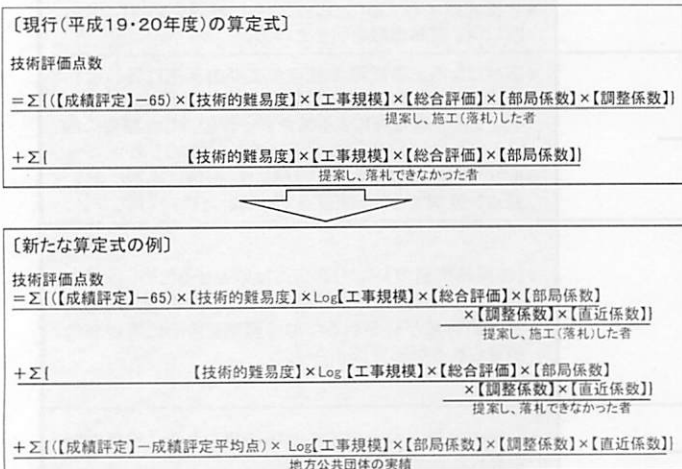 〔現行(平成19・20年度)の算定式〕
技術評価点数
=Σ{(【成績評定】−65)×【技術的難易度】×【工事規模】×【総合評価】×【部局係数】×【調整係数】}
提案し、施工(落札)した者
+Σ{ 【技術的難易度】×【工事規模】×【総合評価】×【部局係数】}
提案し、落札できなかった者
〔新たな算定式の例〕
技術評価点数
=Σ{(【成績評定】−65)×【技術的難易度】×Log【工事規模】×【総合評価】×【部局係数】
×【調整係数】×【直近係数】}
提案し、施工(落札)した者
+Σ{ 【技術的難易度】×Log【工事規模】×【総合評価】×【部局係数】
×【調整係数】×【直近係数】}
提案し、落札できなかった者
+Σ{(【成績評定】−成績評定平均点)× Log【工事規模】×【部局係数】×【調整係数】×【直近係数】}
地方公共団体の実績